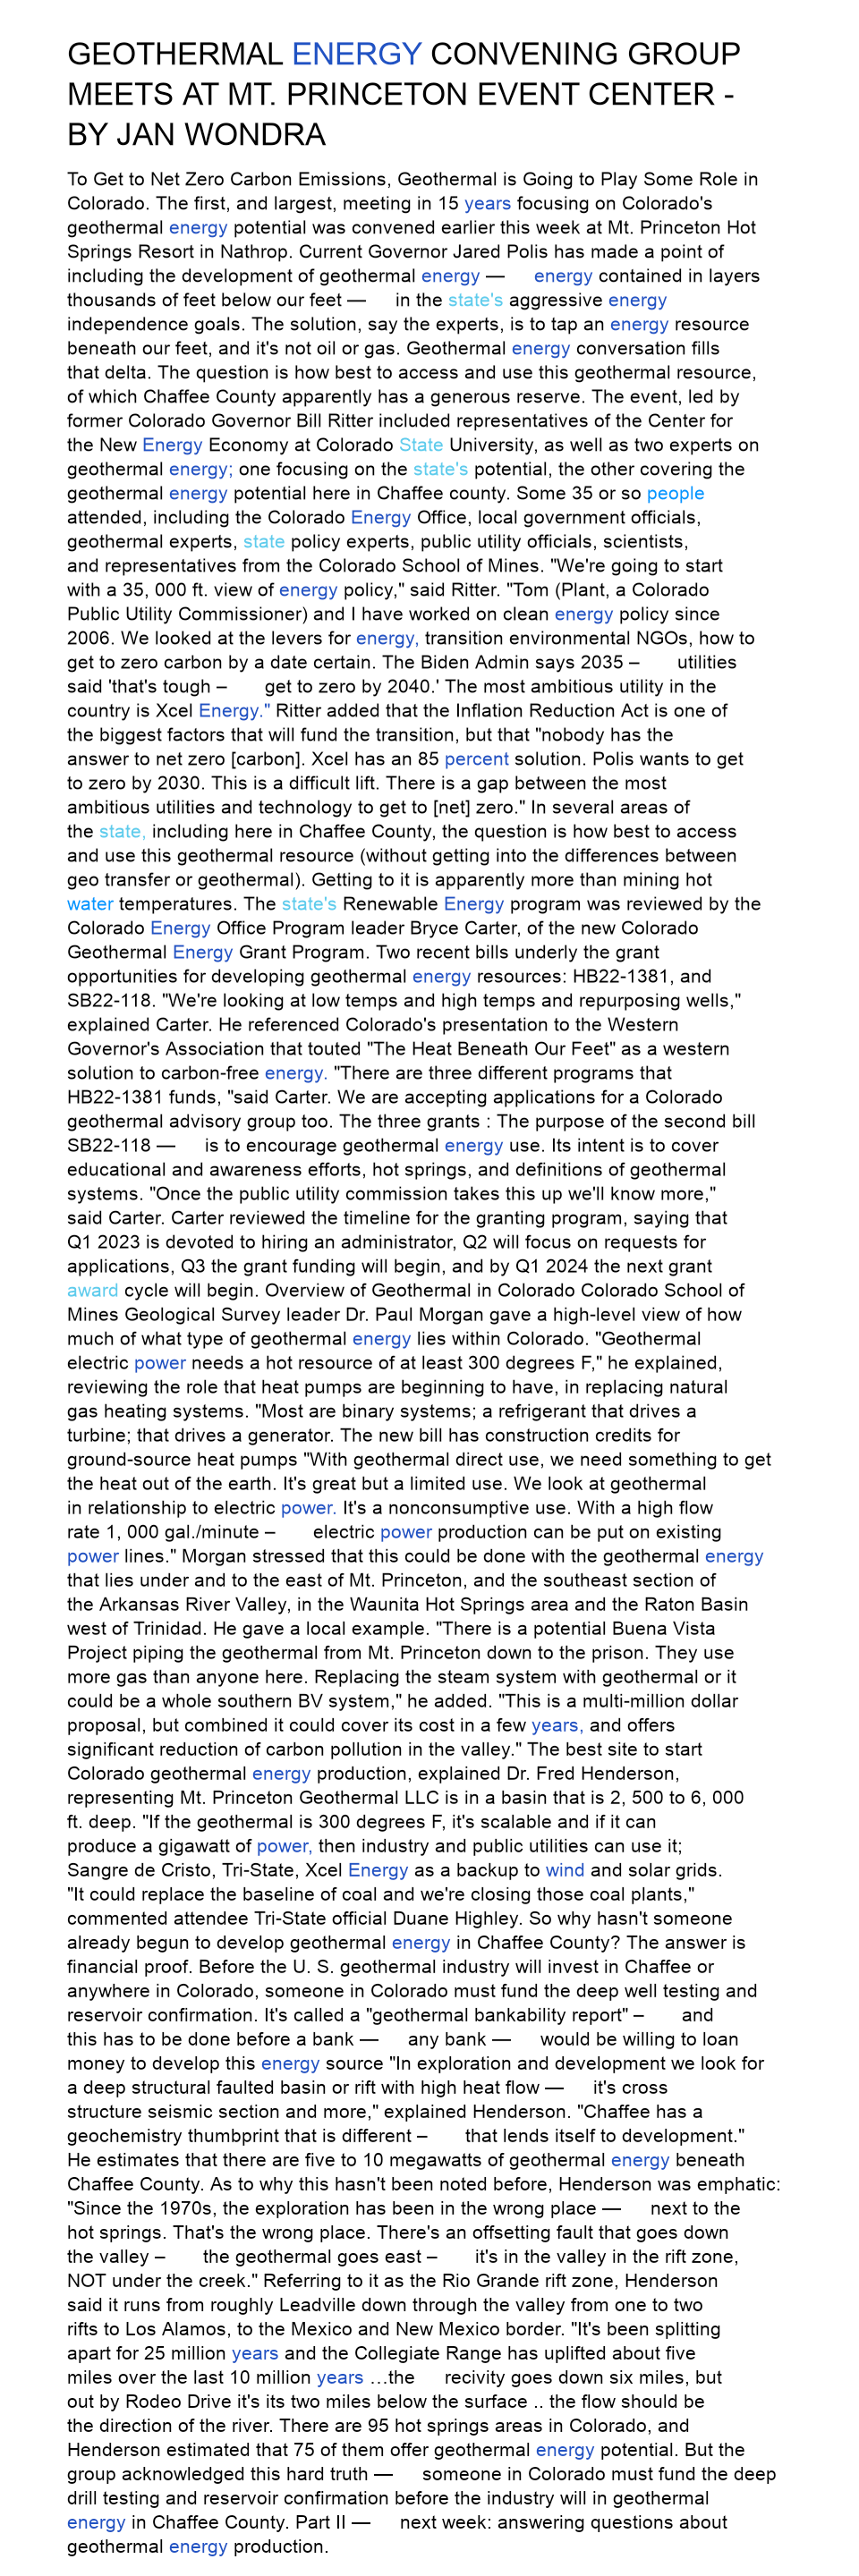 GEOTHERMAL ENERGY CONVENING GROUP
MEETS AT MT. PRINCETON EVENT CENTER -
BY JAN WONDRA
To Get to Net Zero Carbon Emissions, Geothermal is Going to Play Some Role in
Colorado. The first, and largest, meeting in 15 years focusing on Colorado's
geothermal energy potential was convened earlier this week at Mt. Princeton Hot
Springs Resort in Nathrop. Current Governor Jared Polis has made a point of
including the development of geothermal energy — energy contained in layers
thousands of feet below our feet — in the state's aggressive energy
independence goals. The solution, say the experts, is to tap an energy resource
beneath our feet, and it's not oil or gas. Geothermal energy conversation fills
that delta. The question is how best to access and use this geothermal resource,
of which Chaffee County apparently has a generous reserve. The event, led by
former Colorado Governor Bill Ritter included representatives of the Center for
the New Energy Economy at Colorado State University, as well as two experts on
geothermal energy; one focusing on the state's potential, the other covering the
geothermal energy potential here in Chaffee county. Some 35 or so people
attended, including the Colorado Energy Office, local government officials,
geothermal experts, state policy experts, public utility officials, scientists,
and representatives from the Colorado School of Mines. "We're going to start
with a 35, 000 ft. view of energy policy," said Ritter. "Tom (Plant, a Colorado
Public Utility Commissioner) and I have worked on clean energy policy since
2006. We looked at the levers for energy, transition environmental NGOs, how to
get to zero carbon by a date certain. The Biden Admin says 2035 – utilities
said 'that's tough – get to zero by 2040.' The most ambitious utility in the
country is Xcel Energy." Ritter added that the Inflation Reduction Act is one of
the biggest factors that will fund the transition, but that "nobody has the
answer to net zero [carbon]. Xcel has an 85 percent solution. Polis wants to get
to zero by 2030. This is a difficult lift. There is a gap between the most
ambitious utilities and technology to get to [net] zero." In several areas of
the state, including here in Chaffee County, the question is how best to access
and use this geothermal resource (without getting into the differences between
geo transfer or geothermal). Getting to it is apparently more than mining hot
water temperatures. The state's Renewable Energy program was reviewed by the
Colorado Energy Office Program leader Bryce Carter, of the new Colorado
Geothermal Energy Grant Program. Two recent bills underly the grant
opportunities for developing geothermal energy resources: HB22-1381, and
SB22-118. "We're looking at low temps and high temps and repurposing wells,"
explained Carter. He referenced Colorado's presentation to the Western
Governor's Association that touted "The Heat Beneath Our Feet" as a western
solution to carbon-free energy. "There are three different programs that
HB22-1381 funds, "said Carter. We are accepting applications for a Colorado
geothermal advisory group too. The three grants : The purpose of the second bill
SB22-118 — is to encourage geothermal energy use. Its intent is to cover
educational and awareness efforts, hot springs, and definitions of geothermal
systems. "Once the public utility commission takes this up we'll know more,"
said Carter. Carter reviewed the timeline for the granting program, saying that
Q1 2023 is devoted to hiring an administrator, Q2 will focus on requests for
applications, Q3 the grant funding will begin, and by Q1 2024 the next grant
award cycle will begin. Overview of Geothermal in Colorado Colorado School of
Mines Geological Survey leader Dr. Paul Morgan gave a high-level view of how
much of what type of geothermal energy lies within Colorado. "Geothermal
electric power needs a hot resource of at least 300 degrees F," he explained,
reviewing the role that heat pumps are beginning to have, in replacing natural
gas heating systems. "Most are binary systems; a refrigerant that drives a
turbine; that drives a generator. The new bill has construction credits for
ground-source heat pumps "With geothermal direct use, we need something to get
the heat out of the earth. It's great but a limited use. We look at geothermal
in relationship to electric power. It's a nonconsumptive use. With a high flow
rate 1, 000 gal./minute – electric power production can be put on existing
power lines." Morgan stressed that this could be done with the geothermal energy
that lies under and to the east of Mt. Princeton, and the southeast section of
the Arkansas River Valley, in the Waunita Hot Springs area and the Raton Basin
west of Trinidad. He gave a local example. "There is a potential Buena Vista
Project piping the geothermal from Mt. Princeton down to the prison. They use
more gas than anyone here. Replacing the steam system with geothermal or it
could be a whole southern BV system," he added. "This is a multi-million dollar
proposal, but combined it could cover its cost in a few years, and offers
significant reduction of carbon pollution in the valley." The best site to start
Colorado geothermal energy production, explained Dr. Fred Henderson,
representing Mt. Princeton Geothermal LLC is in a basin that is 2, 500 to 6, 000
ft. deep. "If the geothermal is 300 degrees F, it's scalable and if it can
produce a gigawatt of power, then industry and public utilities can use it;
Sangre de Cristo, Tri-State, Xcel Energy as a backup to wind and solar grids.
"It could replace the baseline of coal and we're closing those coal plants,"
commented attendee Tri-State official Duane Highley. So why hasn't someone
already begun to develop geothermal energy in Chaffee County? The answer is
financial proof. Before the U. S. geothermal industry will invest in Chaffee or
anywhere in Colorado, someone in Colorado must fund the deep well testing and
reservoir confirmation. It's called a "geothermal bankability report" – and
this has to be done before a bank — any bank — would be willing to loan
money to develop this energy source "In exploration and development we look for
a deep structural faulted basin or rift with high heat flow — it's cross
structure seismic section and more," explained Henderson. "Chaffee has a
geochemistry thumbprint that is different – that lends itself to development."
He estimates that there are five to 10 megawatts of geothermal energy beneath
Chaffee County. As to why this hasn't been noted before, Henderson was emphatic:
"Since the 1970s, the exploration has been in the wrong place — next to the
hot springs. That's the wrong place. There's an offsetting fault that goes down
the valley – the geothermal goes east – it's in the valley in the rift zone,
NOT under the creek." Referring to it as the Rio Grande rift zone, Henderson
said it runs from roughly Leadville down through the valley from one to two
rifts to Los Alamos, to the Mexico and New Mexico border. "It's been splitting
apart for 25 million years and the Collegiate Range has uplifted about five
miles over the last 10 million years …the recivity goes down six miles, but
out by Rodeo Drive it's its two miles below the surface .. the flow should be
the direction of the river. There are 95 hot springs areas in Colorado, and
Henderson estimated that 75 of them offer geothermal energy potential. But the
group acknowledged this hard truth — someone in Colorado must fund the deep
drill testing and reservoir confirmation before the industry will in geothermal
energy in Chaffee County. Part II — next week: answering questions about
geothermal energy production.